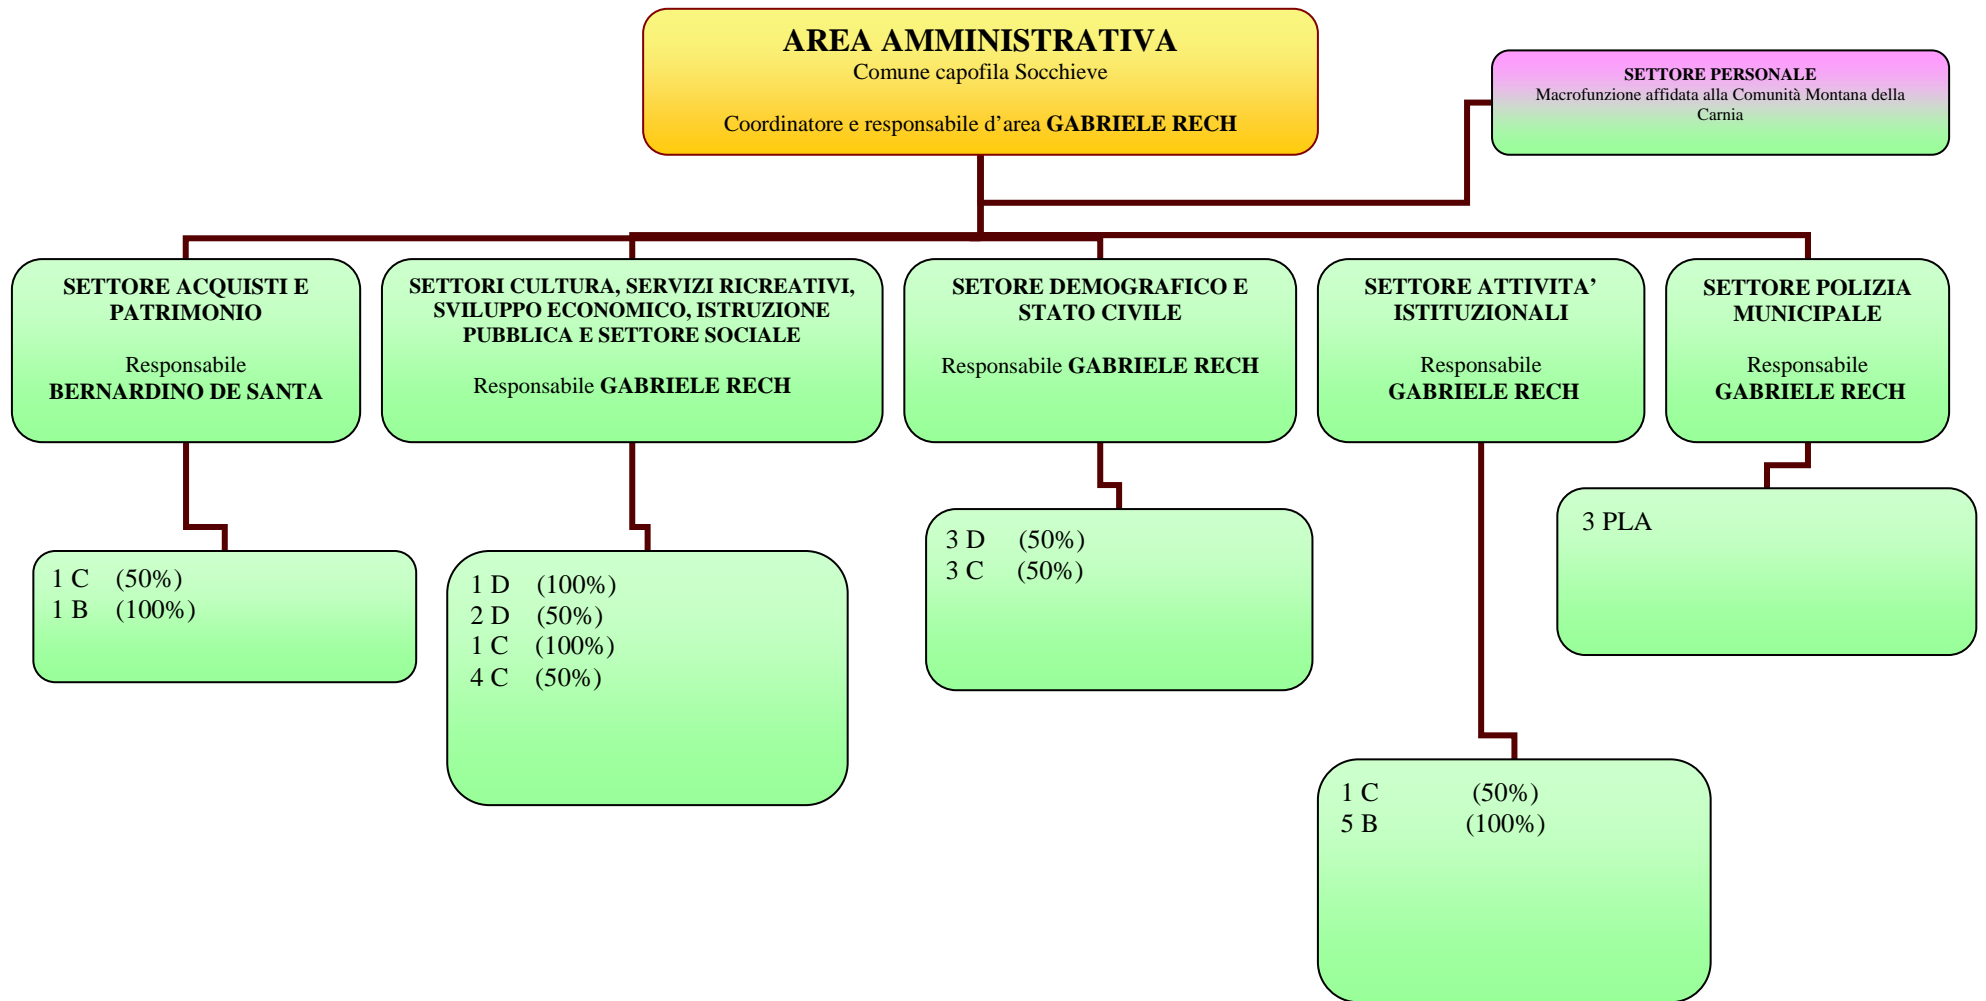 AREA AMMINISTRATIVA
Comune capofila Socchieve
Coordinatore e responsabile d’area GABRIELE RECH
SETTORE PERSONALE
Macrofunzione affidata alla Comunità Montana della
Carnia
SETTORE ACQUISTI E
PATRIMONIO
Responsabile
BERNARDINO DE SANTA
SETTORI CULTURA, SERVIZI RICREATIVI,
SVILUPPO ECONOMICO, ISTRUZIONE
PUBBLICA E SETTORE SOCIALE
Responsabile GABRIELE RECH
SETORE DEMOGRAFICO E
STATO CIVILE
Responsabile GABRIELE RECH
SETTORE ATTIVITA’
ISTITUZIONALI
Responsabile
GABRIELE RECH
SETTORE POLIZIA
MUNICIPALE
Responsabile
GABRIELE RECH
1 C (50%)
1 B (100%)
1 D (100%)
2 D (50%)
1 C (100%)
4 C (50%)
3 D (50%)
3 C (50%)
1 C (50%)
5 B (100%)
3 PLA